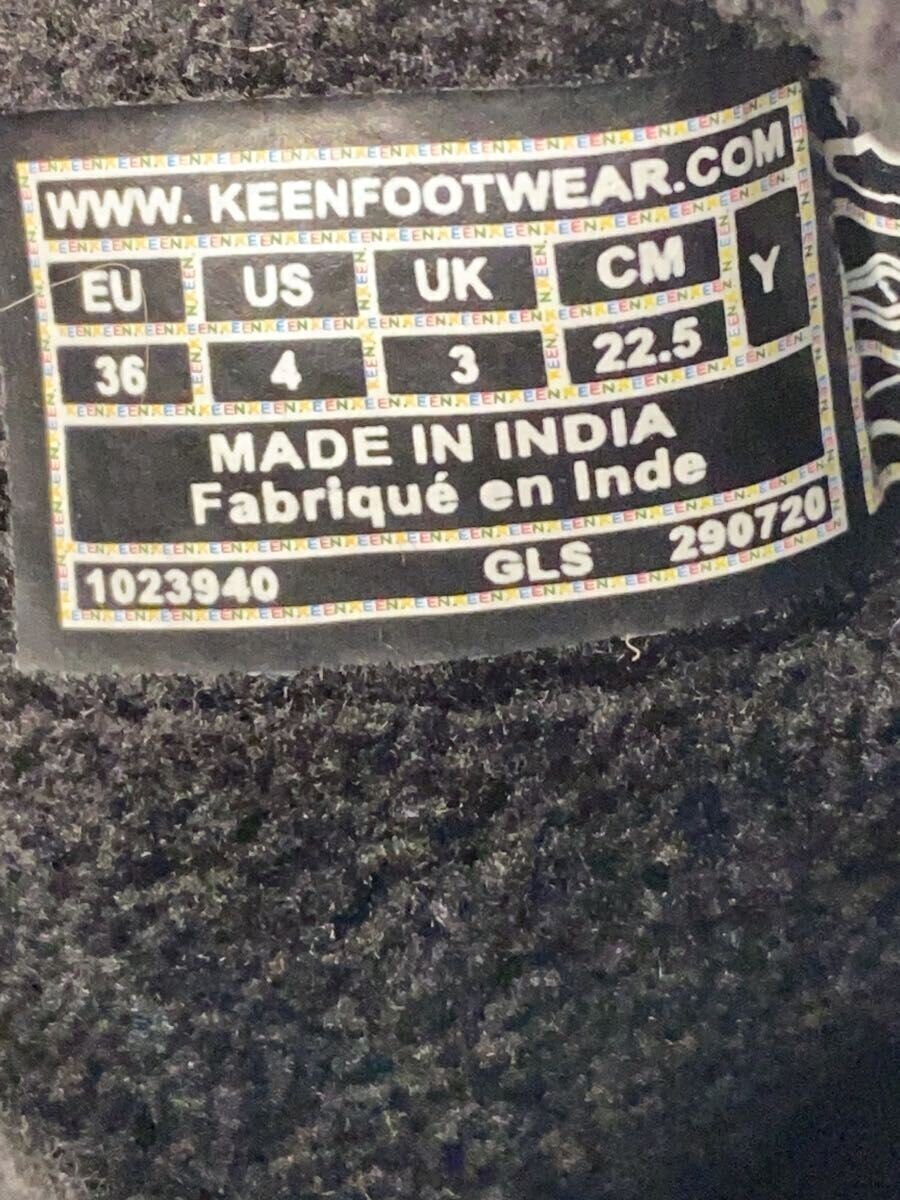 WWW. KEENFOOTWEAR.COM
EU US UK CM Y
36 4 3 22.5
MADE IN INDIA
Fabriqué en Inde
1023940 GLS 290720